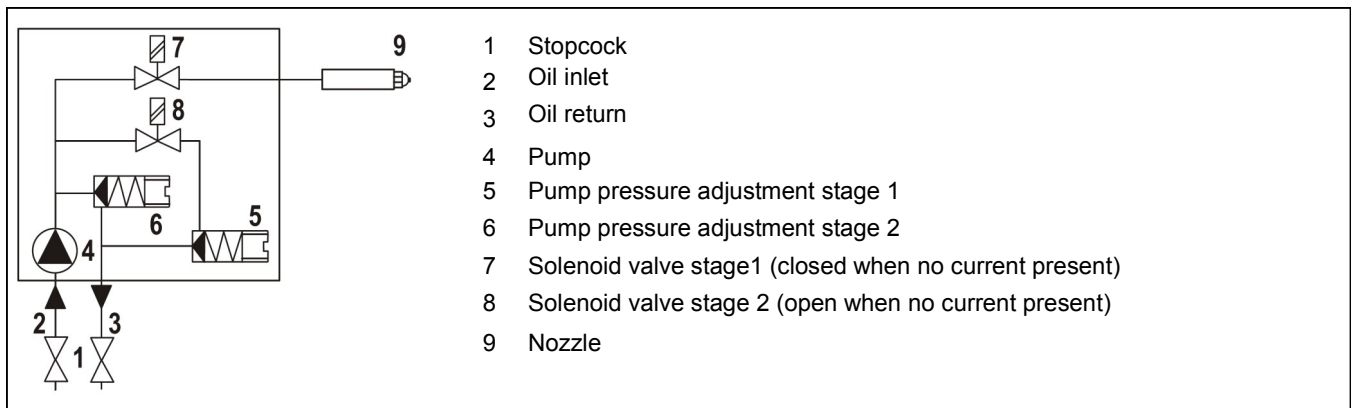 7
9
8
6
5
4
2
3
1
1 Stopcock
2 Oil inlet
3 Oil return
4 Pump
5 Pump pressure adjustment stage 1
6 Pump pressure adjustment stage 2
7 Solenoid valve stage1 (closed when no current present)
8 Solenoid valve stage 2 (open when no current present)
9 Nozzle